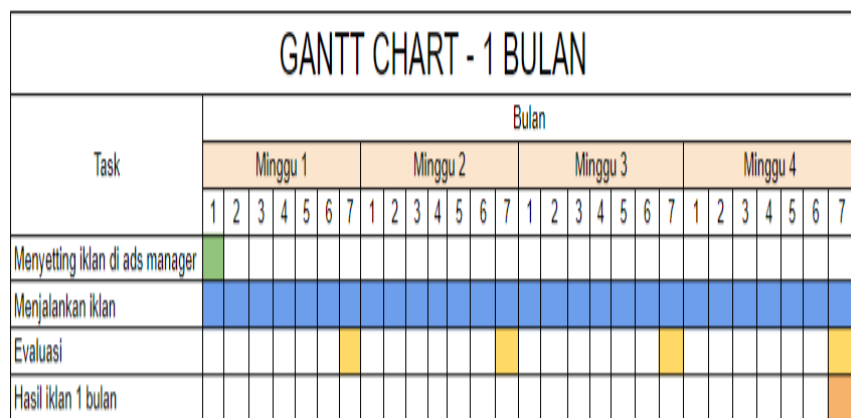 GANTT CHART - 1 BULAN
Task
Bulan
Minggu 1 Minggu 2 Minggu 3 Minggu 4
1 2 3 4 5 6 7 1 2 3 4 5 6 7 1 2 3 4 5 6 7 1 2 3 4 5 6 7
Menyetting iklan di ads manager
Menjalankan iklan
Evaluasi
Hasil iklan 1 bulan